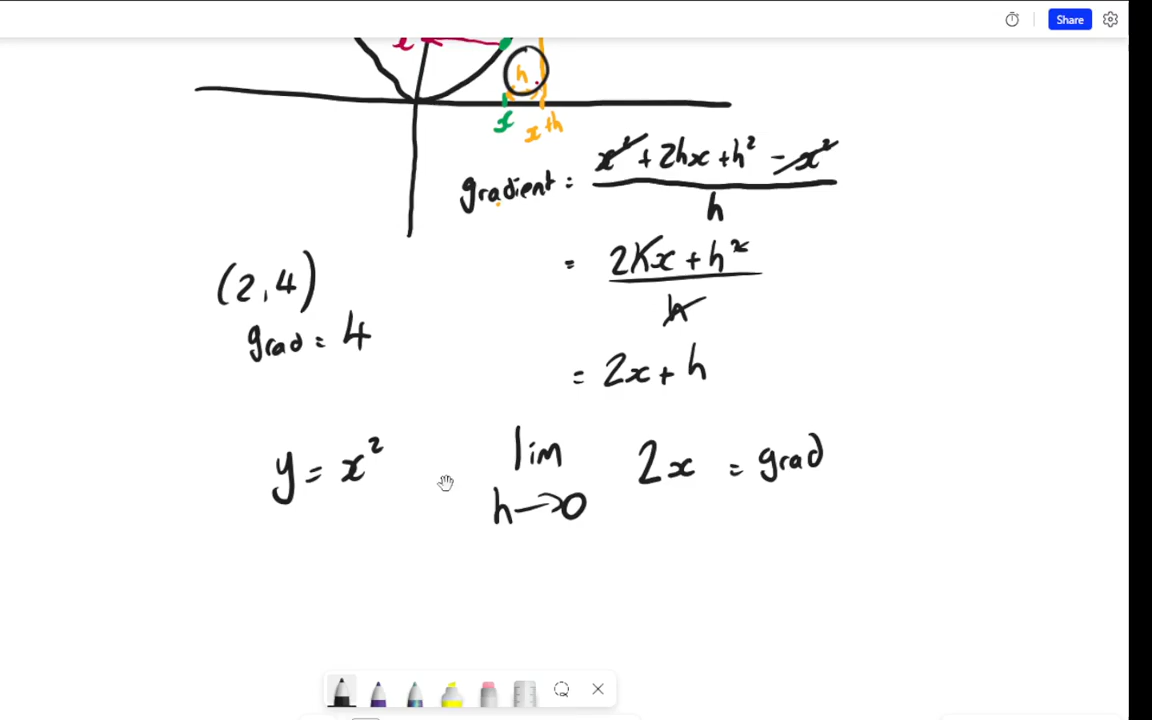 Share
h
x
x+h
gradient = x² + 2hx + h² - x²
h
= 2hx + h²
h
(2,4)
grad = 4
= 2x + h
y = x²
lim 2x = grad
h→0